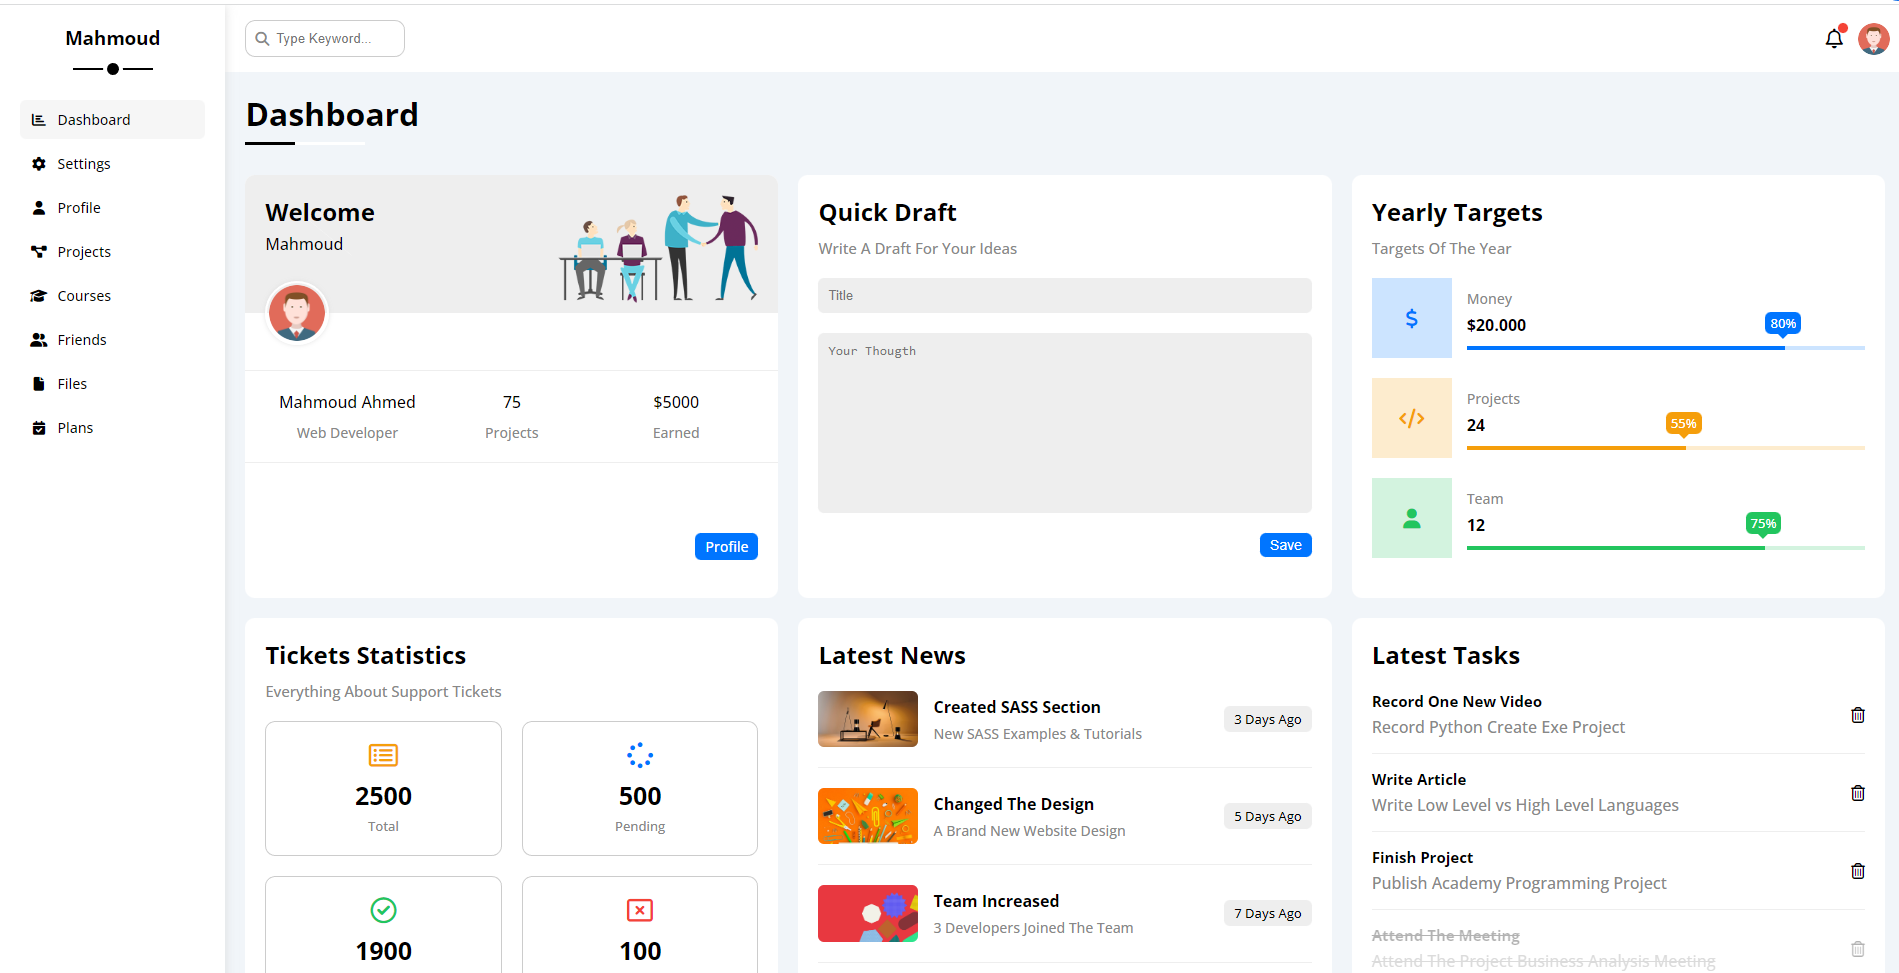 Mahmoud
Dashboard
Settings
Profile
Projects
Courses
Friends
Files
Plans
Type Keyword...
Dashboard
Welcome
Mahmoud
Mahmoud Ahmed
Web Developer
75
Projects
$5000
Earned
Profile
Quick Draft
Write A Draft For Your Ideas
Title
Your Thougth
Save
Yearly Targets
Targets Of The Year
Money
$20.000
80%
Projects
24
55%
Team
12
75%
Tickets Statistics
Everything About Support Tickets
2500
Total
500
Pending
1900
100
Latest News
Created SASS Section
New SASS Examples & Tutorials
3 Days Ago
Changed The Design
A Brand New Website Design
5 Days Ago
Team Increased
3 Developers Joined The Team
7 Days Ago
Latest Tasks
Record One New Video
Record Python Create Exe Project
Write Article
Write Low Level vs High Level Languages
Finish Project
Publish Academy Programming Project
Attend The Meeting
Attend The Project Business Analysis Meeting